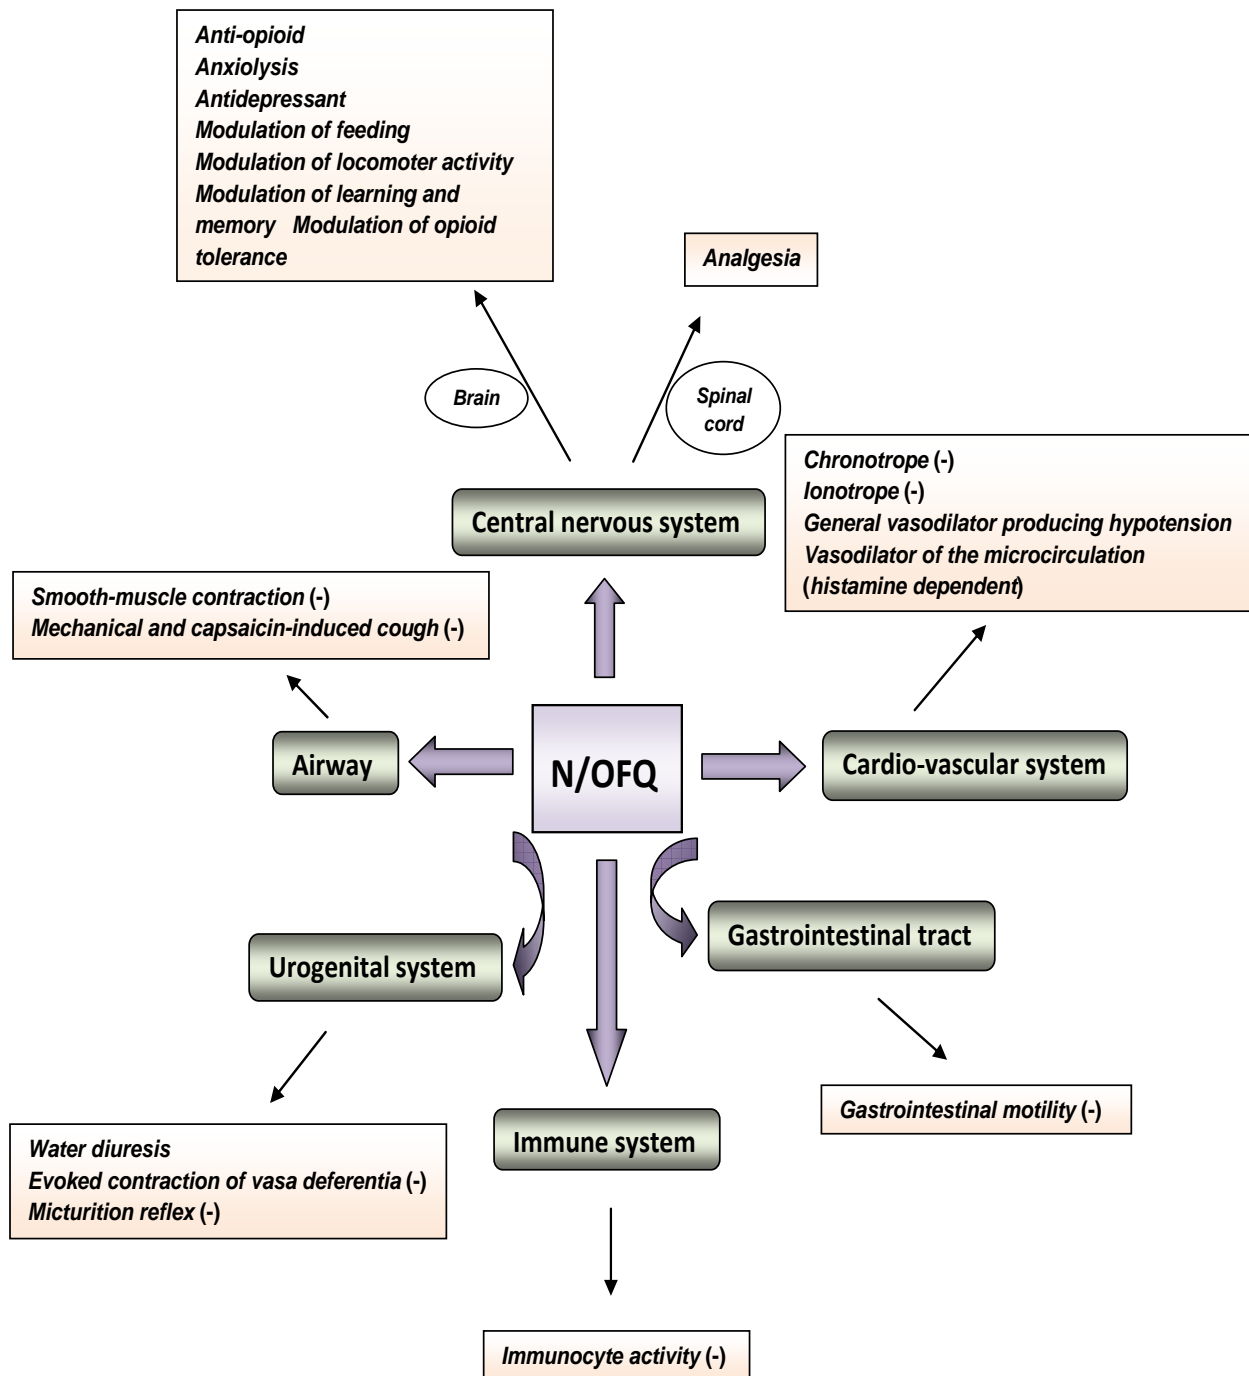 Anti-opioid
Anxiolysis
Antidepressant
Modulation of feeding
Modulation of locomoter activity
Modulation of learning and
memory   Modulation of opioid
tolerance
Analgesia
Brain
Spinal
cord
Chronotrope (-)
Ionotrope (-)
General vasodilator producing hypotension
Vasodilator of the microcirculation
(histamine dependent)
Central nervous system
Smooth-muscle contraction (-)
Mechanical and capsaicin-induced cough (-)
Airway
N/OFQ
Cardio-vascular system
Gastrointestinal tract
Urogenital system
Gastrointestinal motility (-)
Immune system
Water diuresis
Evoked contraction of vasa deferentia (-)
Micturition reflex (-)
Immunocyte activity (-)